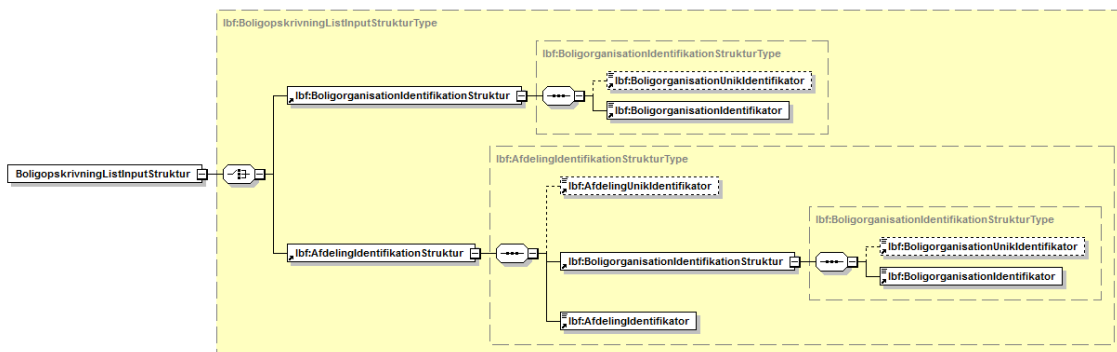 lbf:BoligopskrivningListInputStrukturType
lbf:BoligorganisationIdentifikationStrukturType
lbf:BoligorganisationUnikIdentifikator
lbf:BoligorganisationIdentifikationStruktur
lbf:BoligorganisationIdentifikator
lbf:AfdelingIdentifikationStrukturType
BoligopskrivningListInputStruktur
lbf:AfdelingUnikIdentifikator
lbf:BoligorganisationIdentifikationStrukturType
lbf:BoligorganisationUnikIdentifikator
lbf:AfdelingIdentifikationStruktur
lbf:BoligorganisationIdentifikationStruktur
lbf:BoligorganisationIdentifikator
lbf:AfdelingIdentifikator